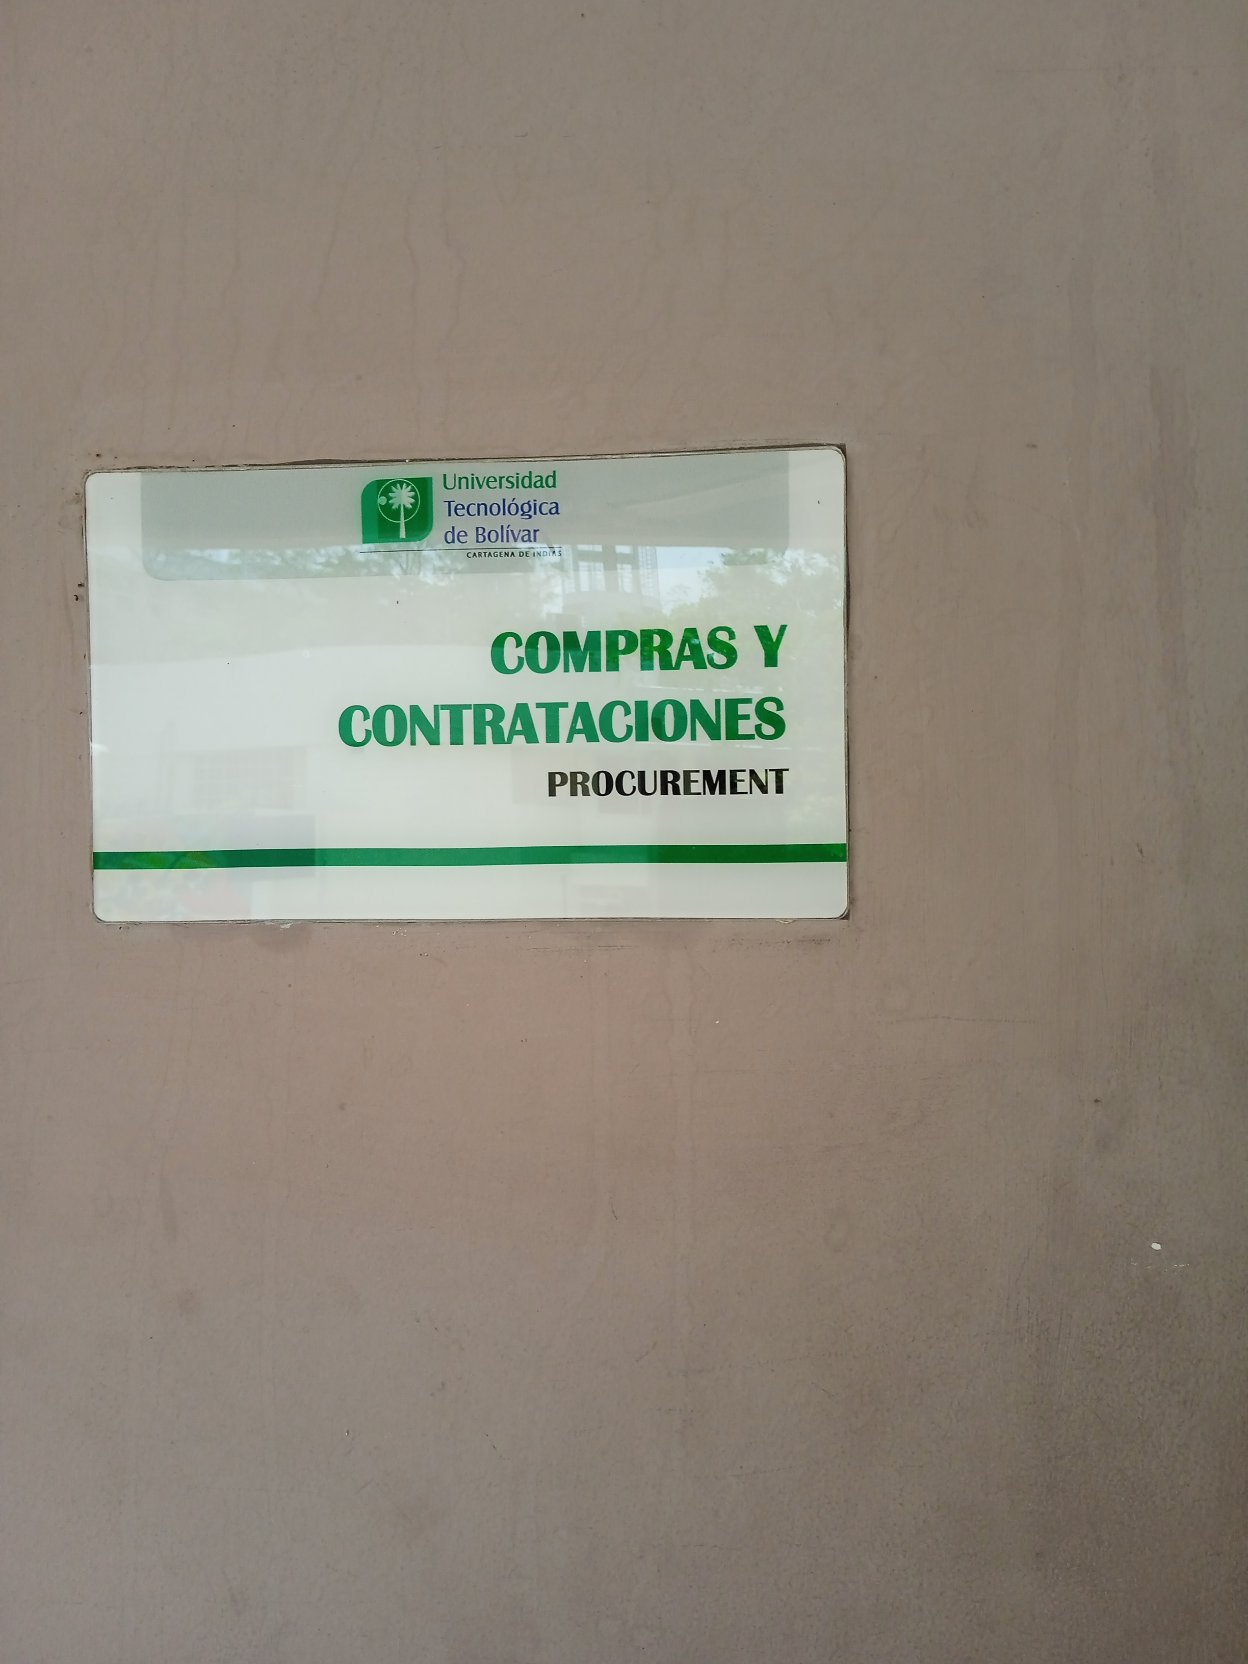 Universidad
Tecnológica
de Bolívar
CARTAGENA DE INDIAS
COMPRAS Y
CONTRATACIONES
PROCUREMENT